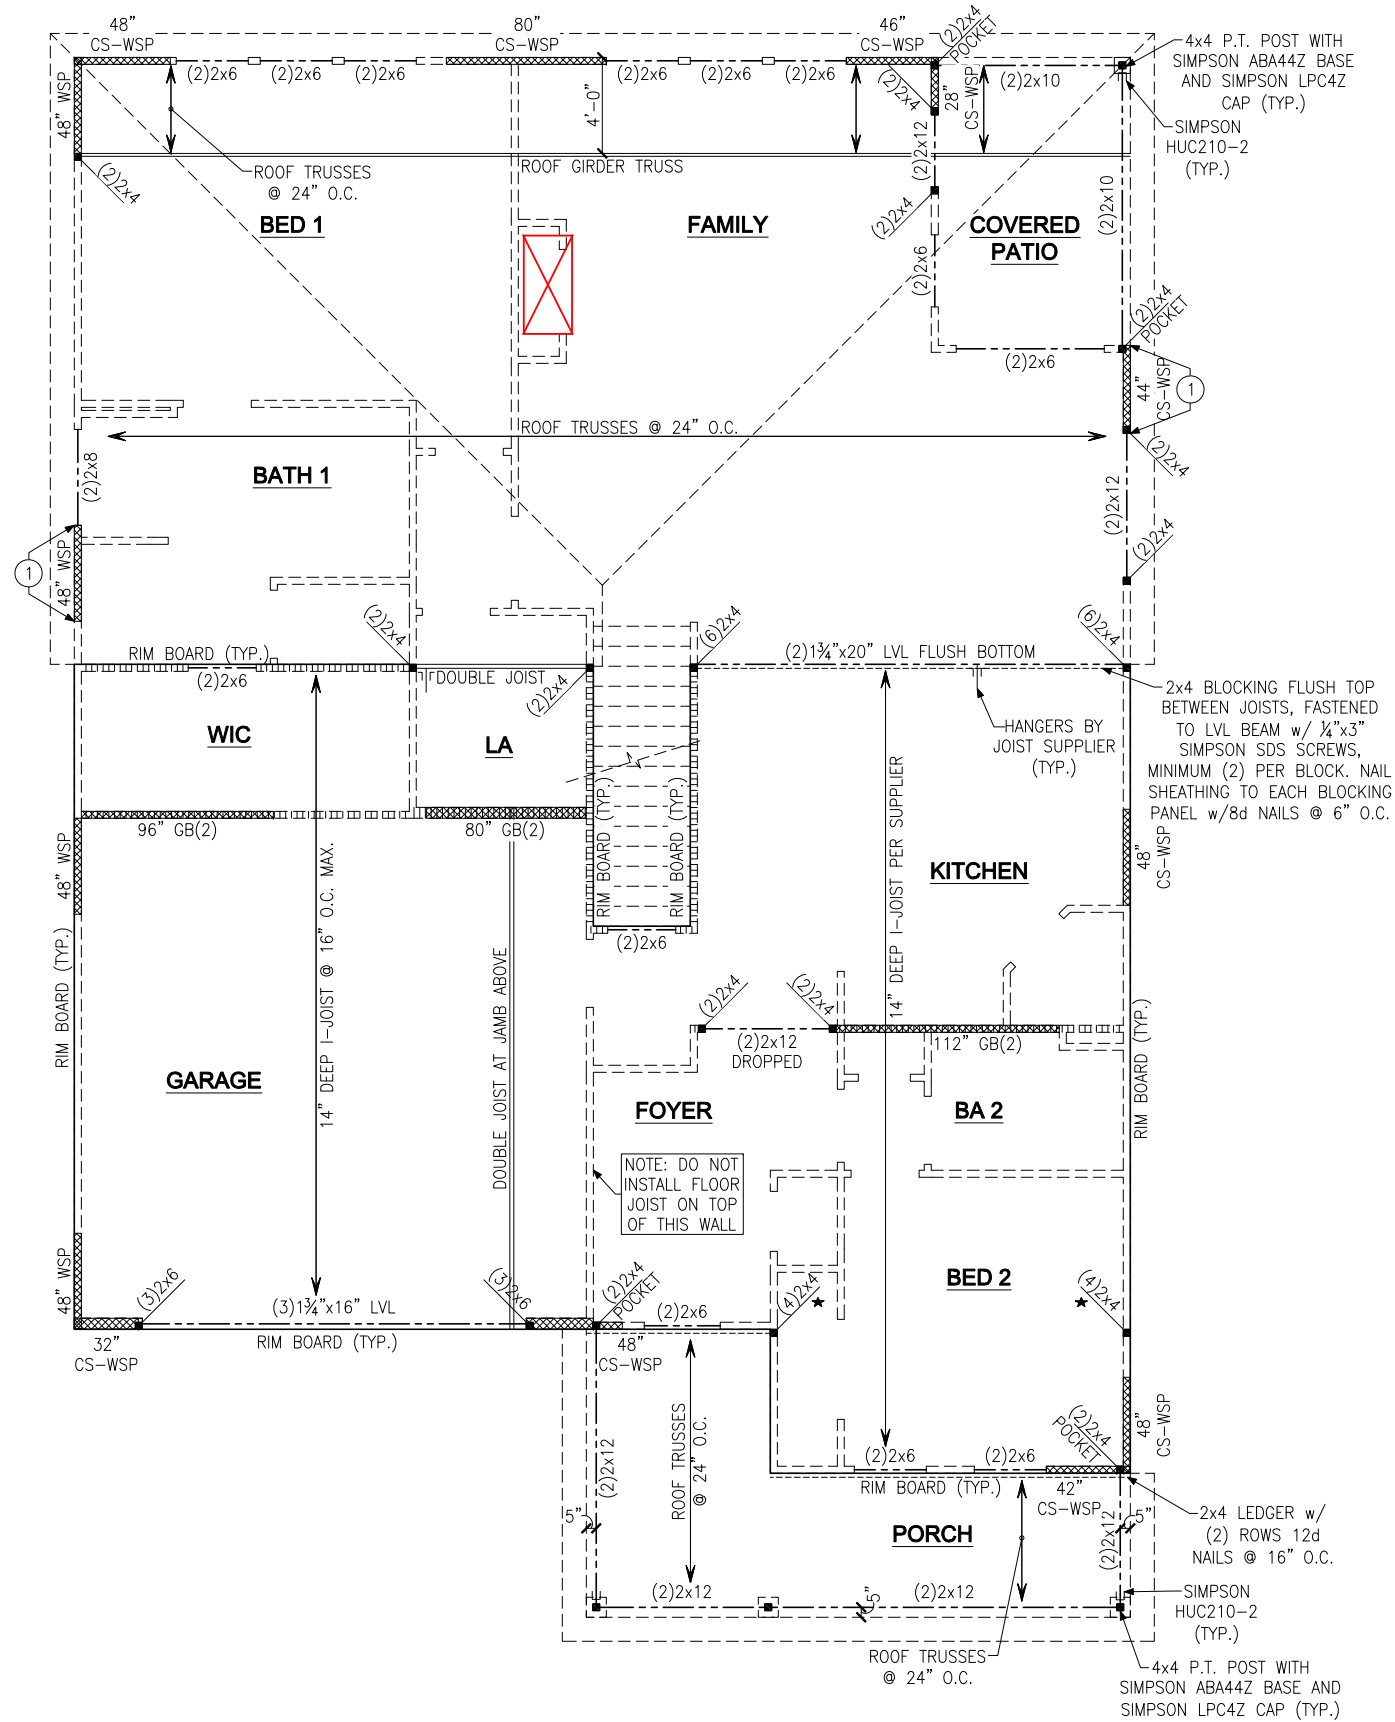 48"
CS-WSP
80"
CS-WSP
46"
CS-WSP
(2)2x4
POCKET
4x4 P.T. POST WITH
SIMPSON ABA44Z BASE
AND SIMPSON LPC4Z
CAP (TYP.)
(2)2x6
(2)2x6
(2)2x6
(2)2x6
(2)2x6
(2)2x6
(2)2x4
28"
CS-WSP
(2)2x10
48" WSP
4'-0"
SIMPSON
HUC210-2
(TYP.)
(2)2x12
ROOF TRUSSES
@ 24" O.C.
ROOF GIRDER TRUSS
(2)2x4
(2)2x4
(2)2x10
BED 1
FAMILY
COVERED
PATIO
(2)2x6
(2)2x4
POCKET
(2)2x6
44"
CS-WSP
1
ROOF TRUSSES @ 24" O.C.
(2)2x4
(2)2x8
BATH 1
(2)2x12
(2)2x4
1
48" WSP
(2)2x4
(6)2x4
(6)2x4
RIM BOARD (TYP.)
(2)2x6
DOUBLE JOIST
(2)2x4
(2)1¾"x20" LVL FLUSH BOTTOM
2x4 BLOCKING FLUSH TOP
BETWEEN JOISTS, FASTENED
TO LVL BEAM w/ ¼"x3"
SIMPSON SDS SCREWS,
MINIMUM (2) PER BLOCK. NAIL
SHEATHING TO EACH BLOCKING
PANEL w/8d NAILS @ 6" O.C.
HANGERS BY
JOIST SUPPLIER
(TYP.)
WIC
LA
96" GB(2)
80" GB(2)
RIM BOARD (TYP.)
RIM BOARD (TYP.)
14" DEEP I-JOIST PER SUPPLIER
48" WSP
14" DEEP I-JOIST @ 16" O.C. MAX.
KITCHEN
48"
CS-WSP
RIM BOARD (TYP.)
(2)2x6
DOUBLE JOIST AT JAMB ABOVE
(2)2x4
(2)2x4
(2)2x12
DROPPED
112" GB(2)
RIM BOARD (TYP.)
GARAGE
FOYER
BA 2
NOTE: DO NOT
INSTALL FLOOR
JOIST ON TOP
OF THIS WALL
BED 2
48" WSP
(3)2x6
(3)1¾"x16" LVL
(3)2x6
(2)2x4
POCKET
(2)2x6
(4)2x4
(4)2x4
32"
CS-WSP
RIM BOARD (TYP.)
48"
CS-WSP
ROOF TRUSSES
@ 24" O.C.
(2)2x12
(2)2x6
(2)2x6
(2)2x4
POCKET
48"
CS-WSP
RIM BOARD (TYP.)
42"
CS-WSP
5"
PORCH
(2)2x12
5"
2x4 LEDGER w/
(2) ROWS 12d
NAILS @ 16" O.C.
(2)2x12
(2)2x12
5"
SIMPSON
HUC210-2
(TYP.)
ROOF TRUSSES
@ 24" O.C.
4x4 P.T. POST WITH
SIMPSON ABA44Z BASE AND
SIMPSON LPC4Z CAP (TYP.)